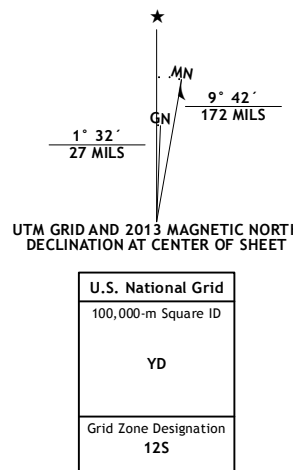 ★
MN
GN
9° 42´
172 MILS
1° 32´
27 MILS
UTM GRID AND 2013 MAGNETIC NORTH
DECLINATION AT CENTER OF SHEET
U.S. National Grid
100,000-m Square ID
YD
Grid Zone Designation
12S